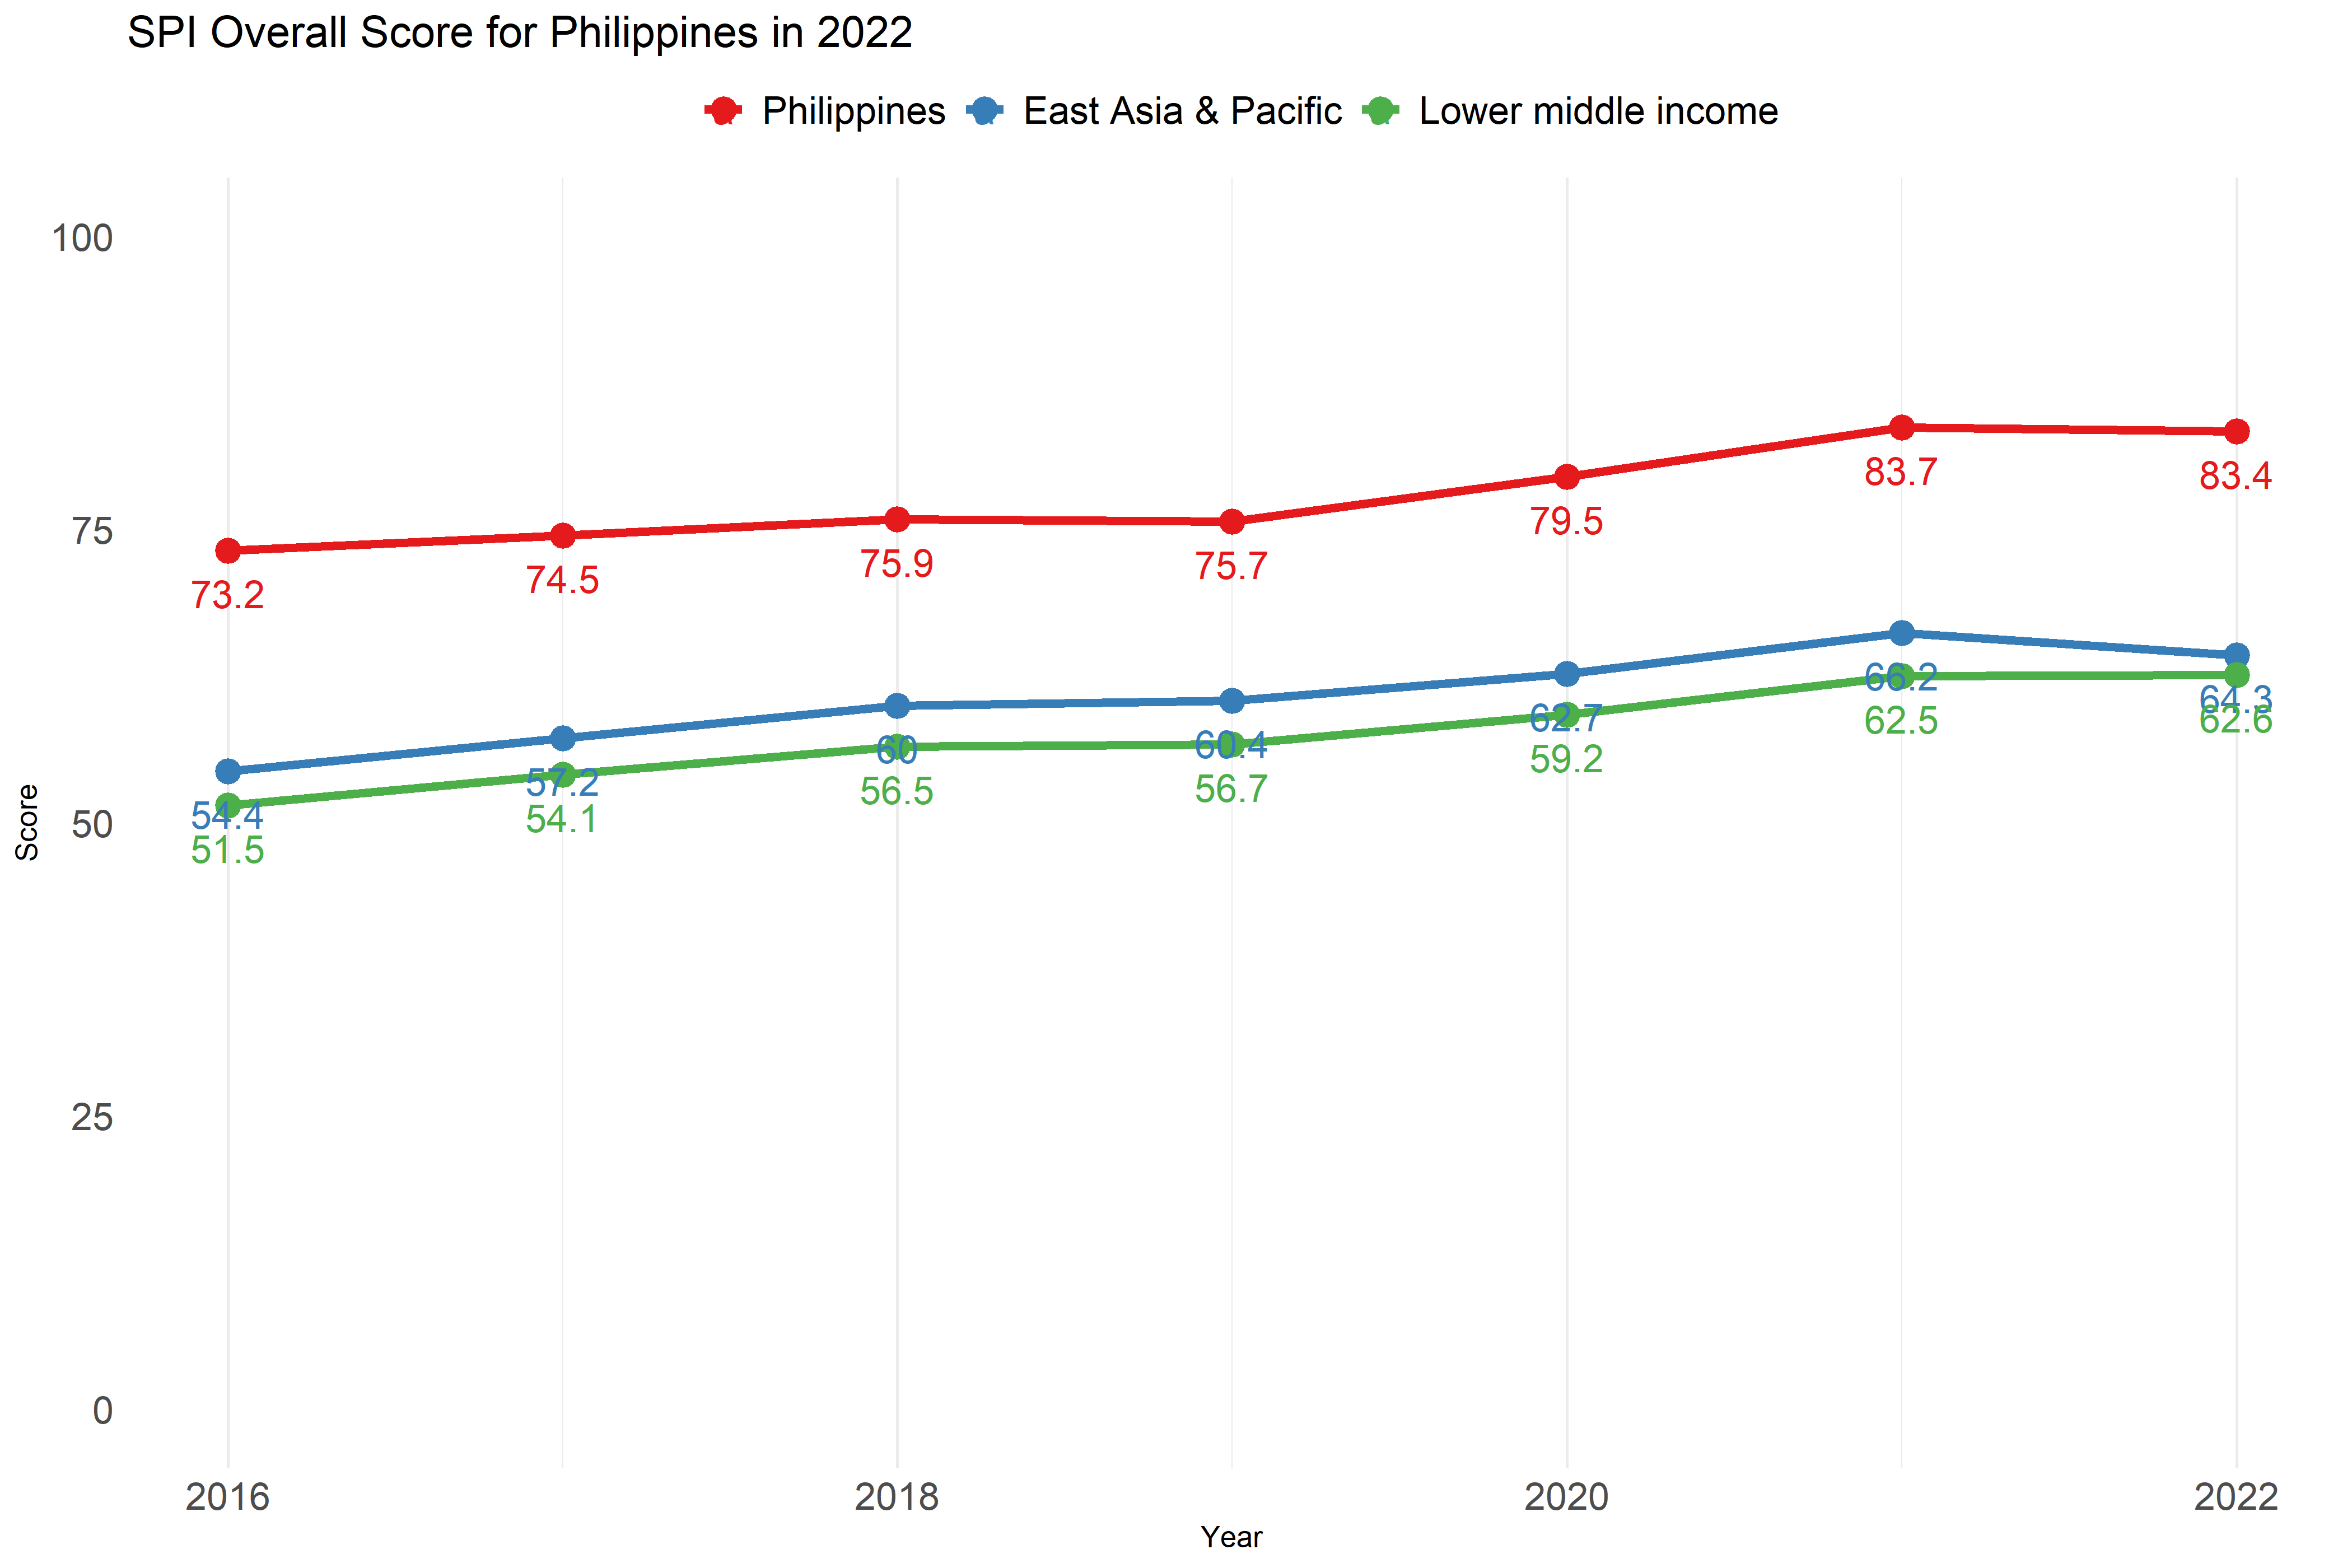 SPI Overall Score for Philippines in 2022
Philippines East Asia & Pacific Lower middle income
100
75
50
25
0
Score
73.2 74.5 75.9 75.7 79.5 83.7 83.4
54.4 57.2 60 60.4 62.7 66.2 64.3
51.5 54.1 56.5 56.7 59.2 62.5 62.6
2016 2018 2020 2022
Year